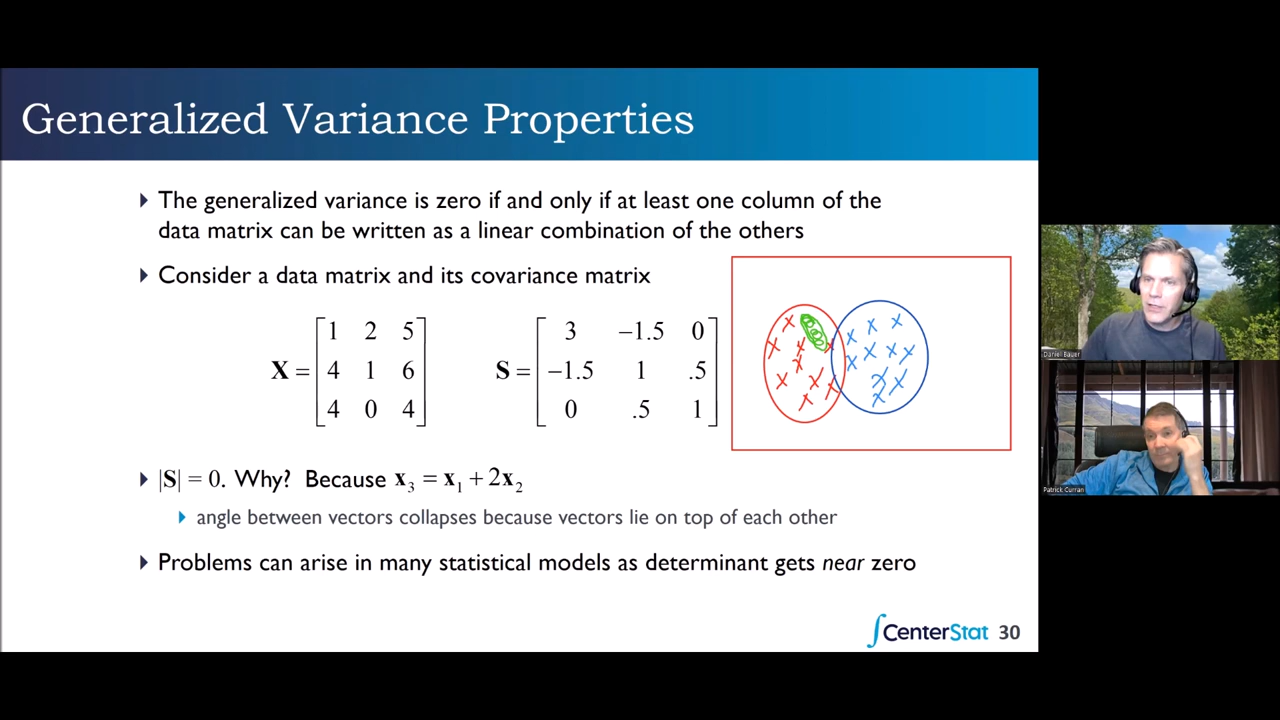 Generalized Variance Properties
The generalized variance is zero if and only if at least one column of the
data matrix can be written as a linear combination of the others
Consider a data matrix and its covariance matrix
X = [1 2 5
4 1 6
4 0 4]
S = [3 −1.5 0
−1.5 1 .5
0 .5 1]
|S| = 0. Why? Because x₃ = x₁ + 2x₂
angle between vectors collapses because vectors lie on top of each other
Problems can arise in many statistical models as determinant gets near zero
CenterStat 30
Daniel Bauer
Patrick Curran